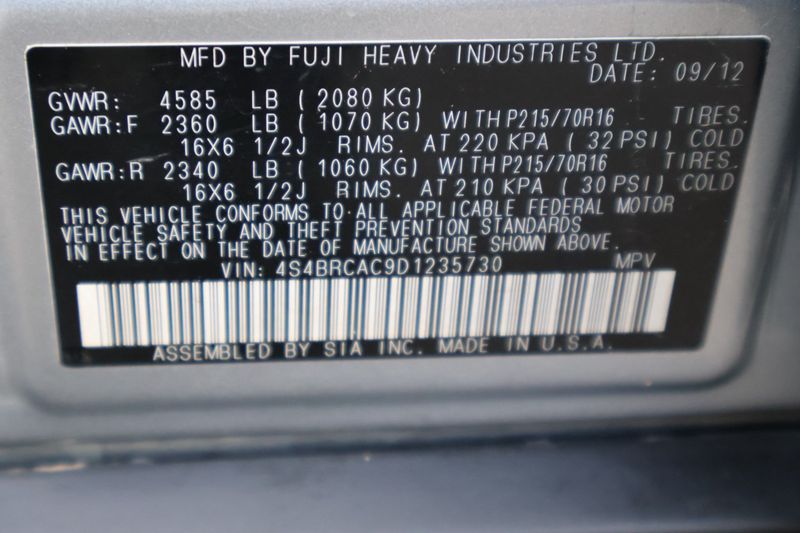 MFD BY FUJI HEAVY INDUSTRIES LTD.
DATE: 09/12
GVWR: 4585 LB ( 2080 KG)
GAWR:F 2360 LB ( 1070 KG) WITH P215/70R16 TIRES.
16X6 1/2J RIMS. AT 220 KPA ( 32 PSI) COLD
GAWR:R 2340 LB ( 1060 KG) WITH P215/70R16 TIRES.
16X6 1/2J RIMS. AT 210 KPA ( 30 PSI) COLD
THIS VEHICLE CONFORMS TO ALL APPLICABLE FEDERAL MOTOR
VEHICLE SAFETY AND THEFT PREVENTION STANDARDS
IN EFFECT ON THE DATE OF MANUFACTURE SHOWN ABOVE.
VIN: 4S4BRCAC9D1235730 MPV
ASSEMBLED BY SIA INC. MADE IN U.S.A.